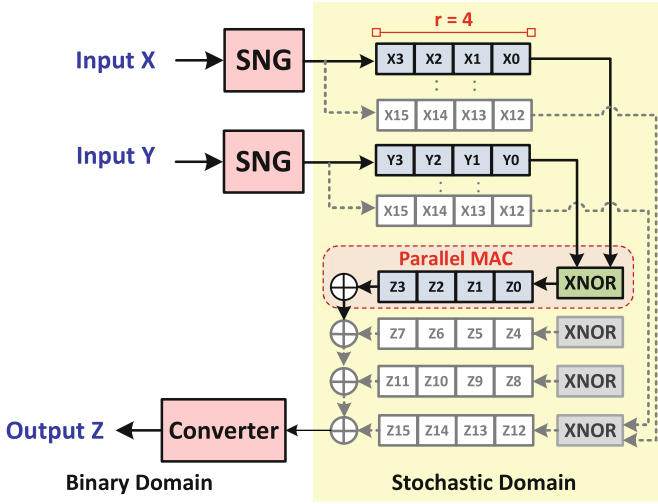 r = 4
Input X
SNG
X3 X2 X1 X0
X15 X14 X13 X12
Input Y
SNG
Y3 Y2 Y1 Y0
X15 X14 X13 X12
Parallel MAC
Z3 Z2 Z1 Z0 XNOR
Z7 Z6 Z5 Z4 XNOR
Z11 Z10 Z9 Z8 XNOR
Output Z
Converter
Z15 Z14 Z13 Z12 XNOR
Binary Domain
Stochastic Domain